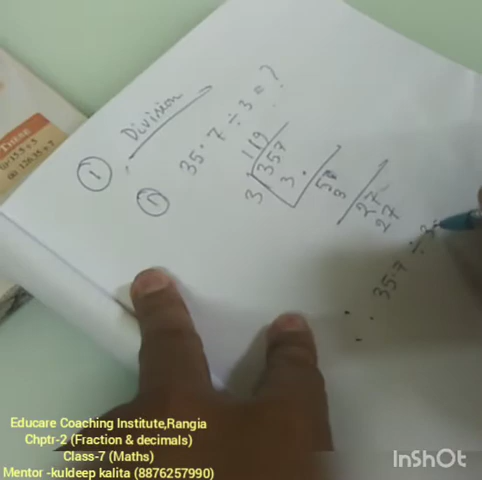 ① Division
① 35.7 ÷ 3 = ?
119
3 357
3
5
9
27
27
∴ 35.7 ÷ 3
Educare Coaching Institute,Rangia
Chptr-2 (Fraction & decimals)
Class-7 (Maths)
Mentor -kuldeep kalita (8876257990)
InShOt